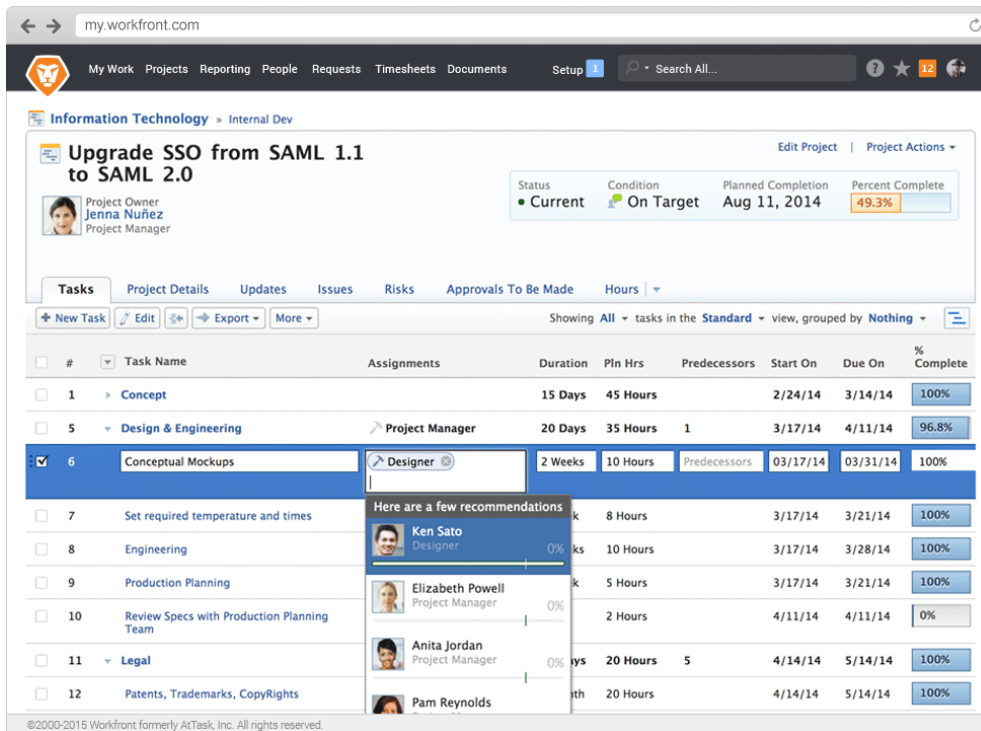 my.workfront.com
My Work Projects Reporting People Requests Timesheets Documents Setup 1 Search All... ? 12
Information Technology » Internal Dev
Upgrade SSO from SAML 1.1
to SAML 2.0
Edit Project | Project Actions
Project Owner
Jenna Nuñez
Project Manager
Status Condition Planned Completion Percent Complete
Current On Target Aug 11, 2014 49.3%
Tasks Project Details Updates Issues Risks Approvals To Be Made Hours
New Task Edit Export More Showing All tasks in the Standard view, grouped by Nothing
# Task Name Assignments Duration Pln Hrs Predecessors Start On Due On % Complete
1 Concept 15 Days 45 Hours 2/24/14 3/14/14 100%
5 Design & Engineering Project Manager 20 Days 35 Hours 1 3/17/14 4/11/14 96.8%
6 Conceptual Mockups Designer 2 Weeks 10 Hours Predecessors 03/17/14 03/31/14 100%
Here are a few recommendations
7 Set required temperature and times 8 Hours 3/17/14 3/21/14 100%
Ken Sato
Designer 0%
8 Engineering 10 Hours 3/17/14 3/28/14 100%
9 Production Planning 5 Hours 3/17/14 3/21/14 100%
Elizabeth Powell
Project Manager 0%
10 Review Specs with Production Planning 2 Hours 4/11/14 4/11/14 0%
Team
Anita Jordan
Project Manager 0%
11 Legal 20 Hours 5 4/14/14 5/14/14 100%
12 Patents, Trademarks, CopyRights 20 Hours 4/14/14 5/14/14 100%
Pam Reynolds
©2000-2015 Workfront formerly AtTask, Inc. All rights reserved.